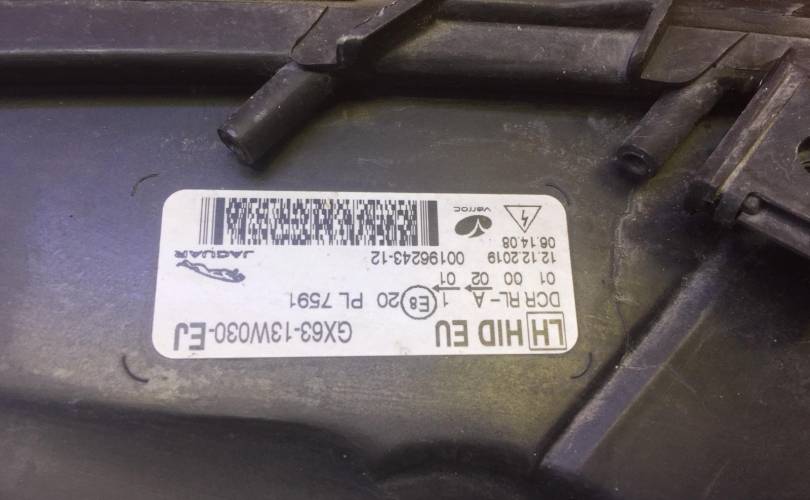 LH HID EU GX63-13W030-EJ
DCR RL-A 1 E8 20 PL 7591
01 00 02 01
12.12.2019 00196243-12
06.14.08
JAGUAR
varroc